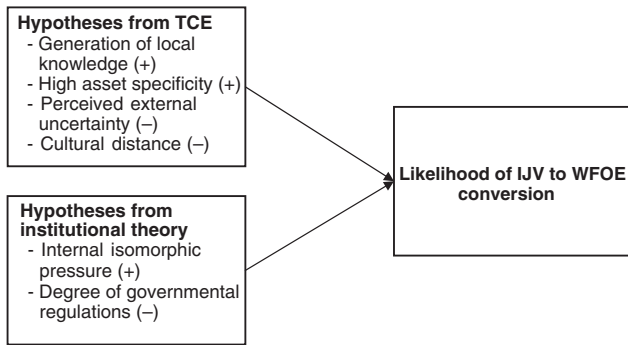 Hypotheses from TCE
- Generation of local
knowledge (+)
- High asset specificity (+)
- Perceived external
uncertainty (–)
- Cultural distance (–)
Hypotheses from
institutional theory
- Internal isomorphic
pressure (+)
- Degree of governmental
regulations (–)
Likelihood of IJV to WFOE
conversion